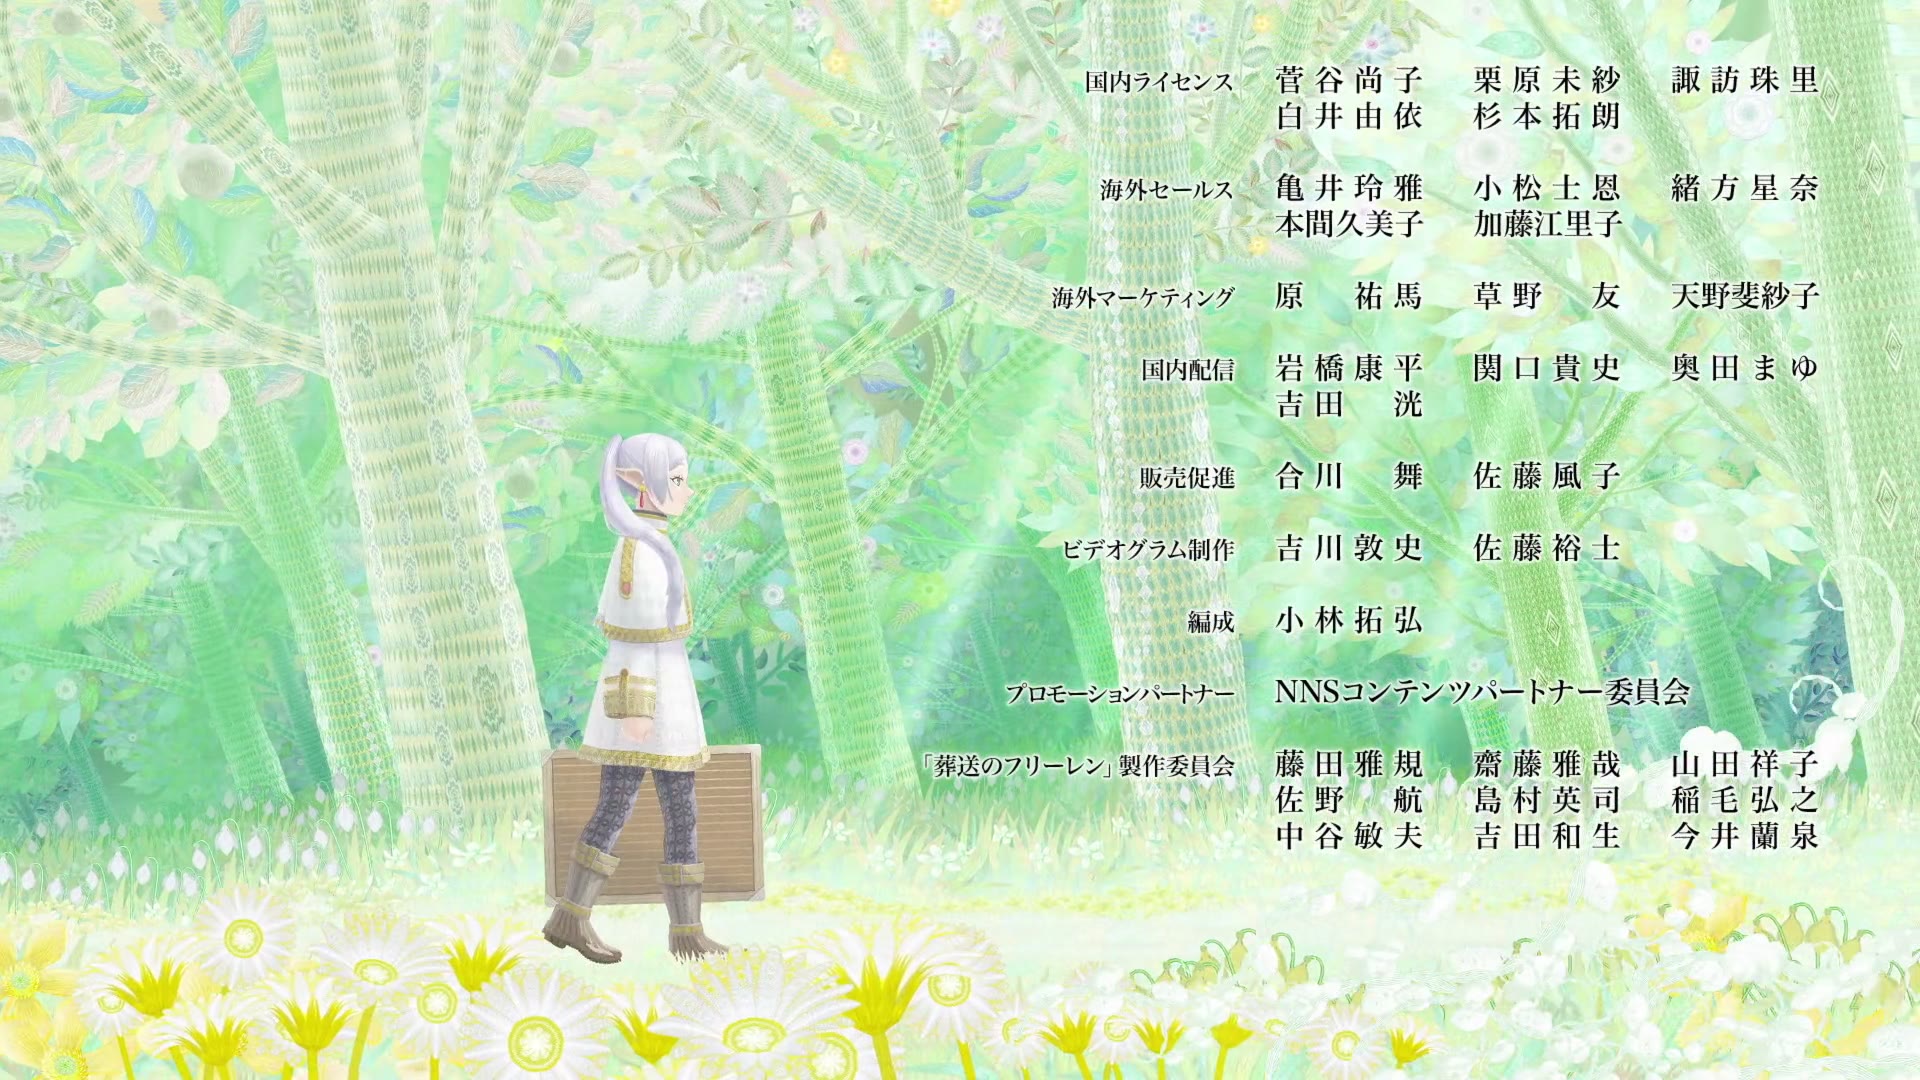 国内ライセンス 菅谷尚子 栗原未紗 諏訪珠里
白井由依 杉本拓朗
海外セールス 亀井玲雅 小松士恩 緒方星奈
本間久美子 加藤江里子
海外マーケティング 原 祐馬 草野 友 天野斐紗子
国内配信 岩橋康平 関口貴史 奥田まゆ
吉田 洸
販売促進 合川 舞 佐藤風子
ビデオグラム制作 吉川敦史 佐藤裕士
編成 小林拓弘
プロモーションパートナー NNSコンテンツパートナー委員会
「葬送のフリーレン」製作委員会 藤田雅規 齋藤雅哉 山田祥子
佐野 航 島村英司 稲毛弘之
中谷敏夫 吉田和生 今井蘭泉